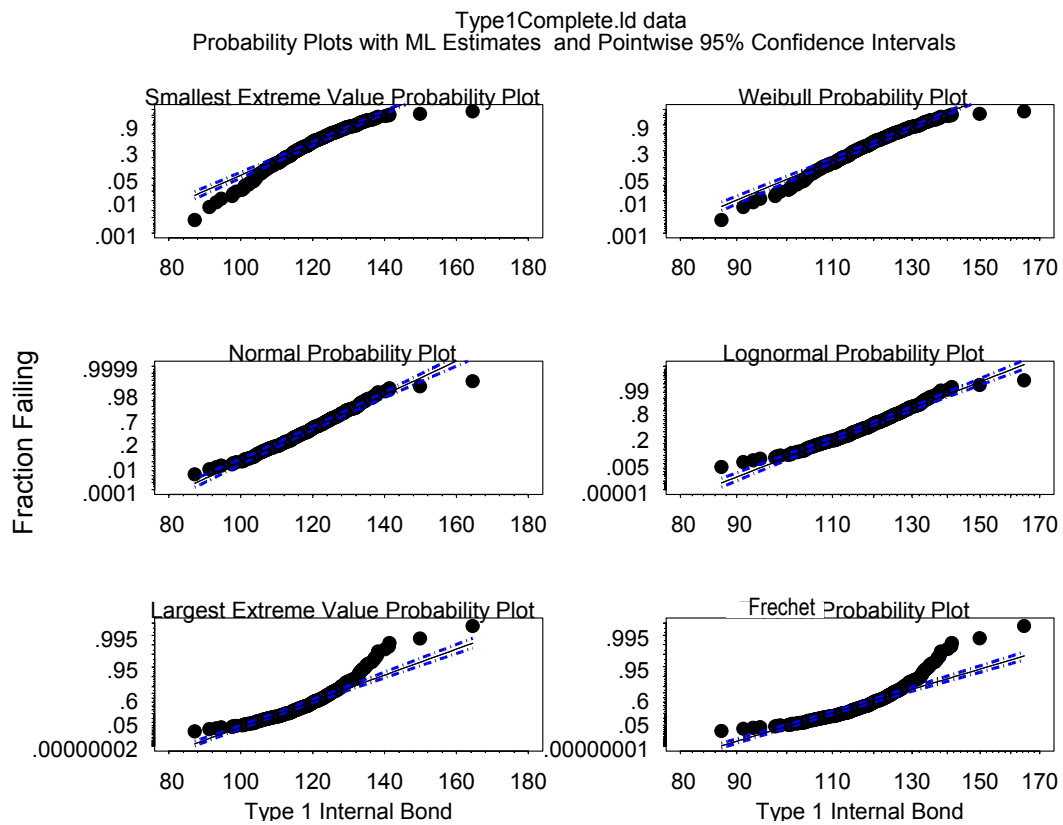 Type1Complete.ld data
Probability Plots with ML Estimates and Pointwise 95% Confidence Intervals
Smallest Extreme Value Probability Plot
.9
.3
.05
.01
.001
80 100 120 140 160 180
Weibull Probability Plot
.9
.3
.05
.01
.001
80 90 110 130 150 170
Fraction Failing
Normal Probability Plot
.9999
.98
.7
.2
.01
.0001
80 100 120 140 160 180
Lognormal Probability Plot
.99
.8
.2
.005
.00001
80 90 110 130 150 170
Largest Extreme Value Probability Plot
.995
.95
.6
.05
.00000002
80 100 120 140 160 180
Type 1 Internal Bond
Frechet Probability Plot
.995
.95
.6
.05
.00000001
80 90 110 130 150 170
Type 1 Internal Bond